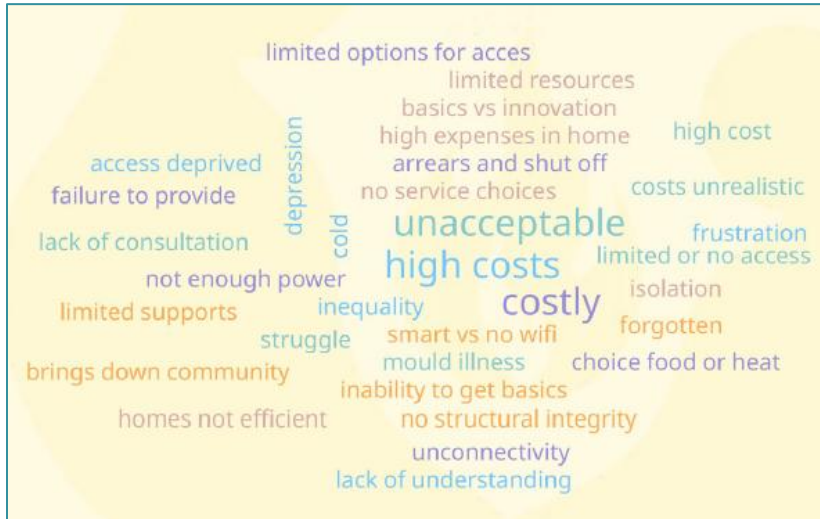 limited options for acces
limited resources
basics vs innovation
high expenses in home
high cost
depression
access deprived
arrears and shut off
failure to provide
no service choices
costs unrealistic
cold
unacceptable
frustration
lack of consultation
limited or no access
high costs
not enough power
isolation
costly
inequality
limited supports
forgotten
struggle
smart vs no wifi
mould illness
choice food or heat
brings down community
inability to get basics
homes not efficient
no structural integrity
unconnectivity
lack of understanding